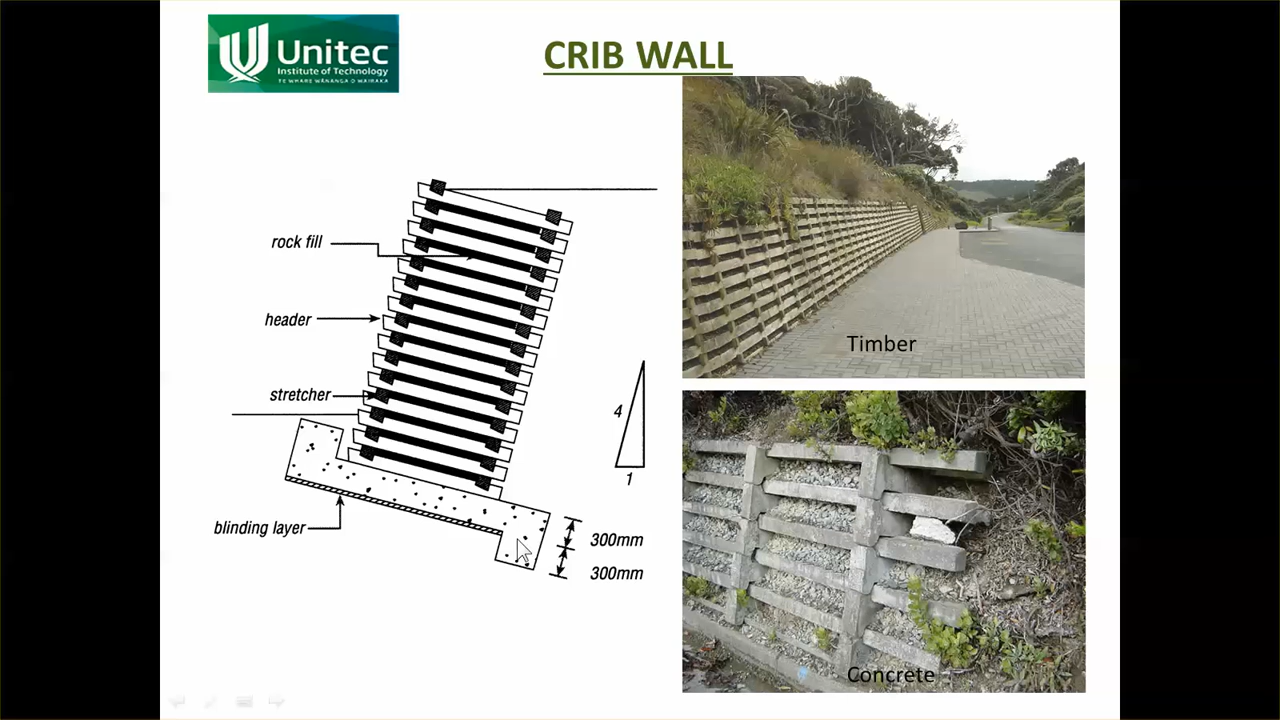 Unitec
Institute of Technology
TE WHARE WĀNANGA O WAIRAKA
CRIB WALL
rock fill
header
stretcher
4
1
blinding layer
300mm
300mm
Timber
Concrete